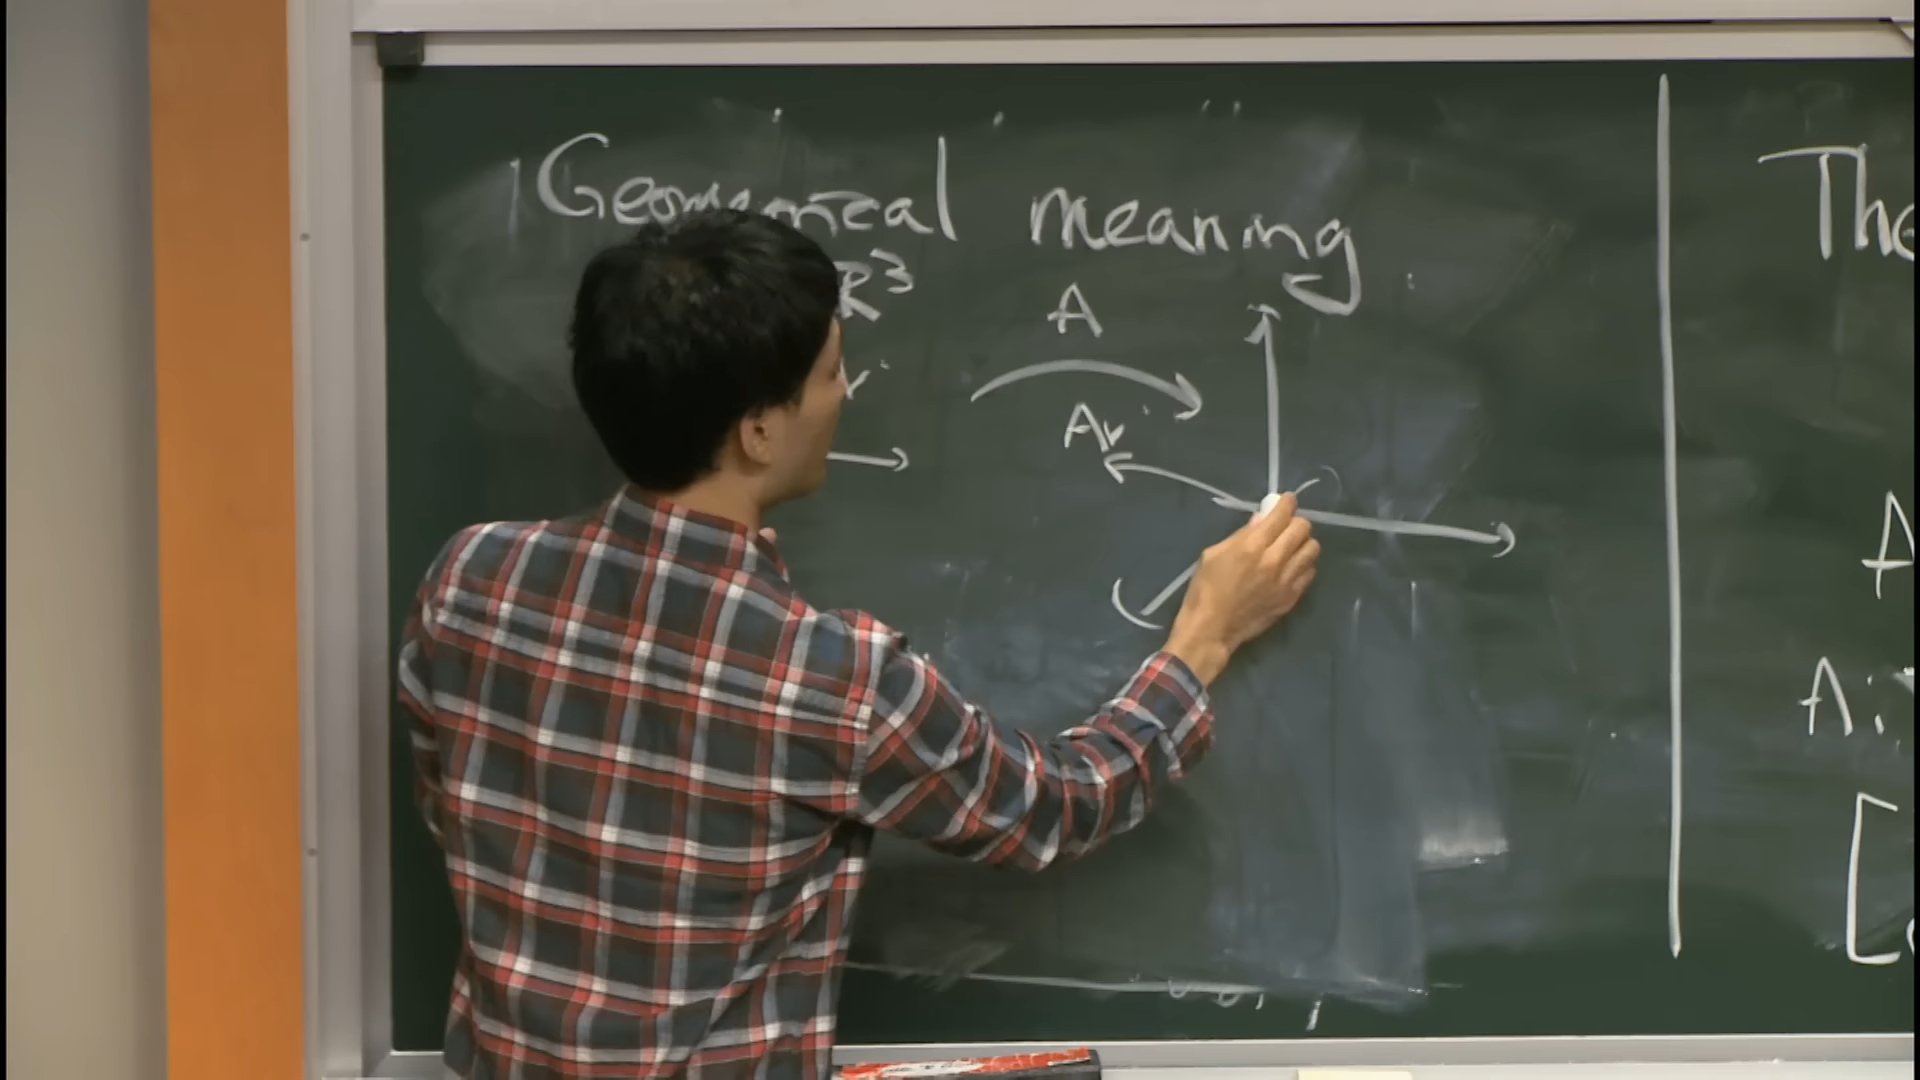 Geometrical meaning
R³
A
v
Av
The
A
A: